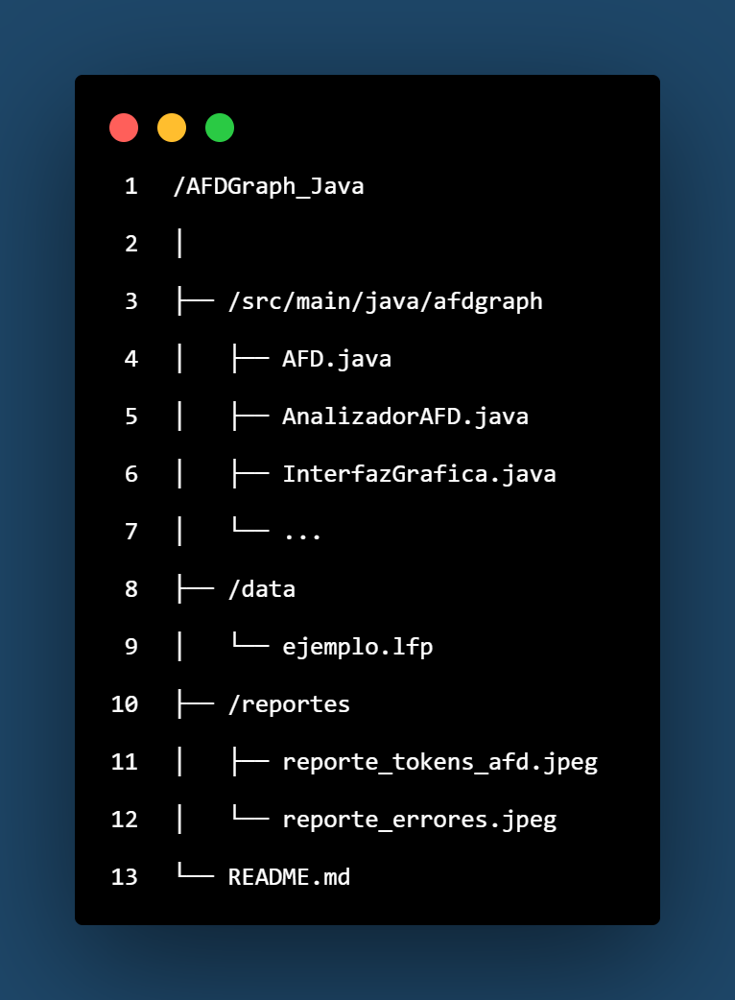 1 /AFDGraph_Java
2 │
3 ├── /src/main/java/afdgraph
4 │   ├── AFD.java
5 │   ├── AnalizadorAFD.java
6 │   ├── InterfazGrafica.java
7 │   └── ...
8 ├── /data
9 │   └── ejemplo.lfp
10 ├── /reportes
11 │   ├── reporte_tokens_afd.jpeg
12 │   └── reporte_errores.jpeg
13 └── README.md